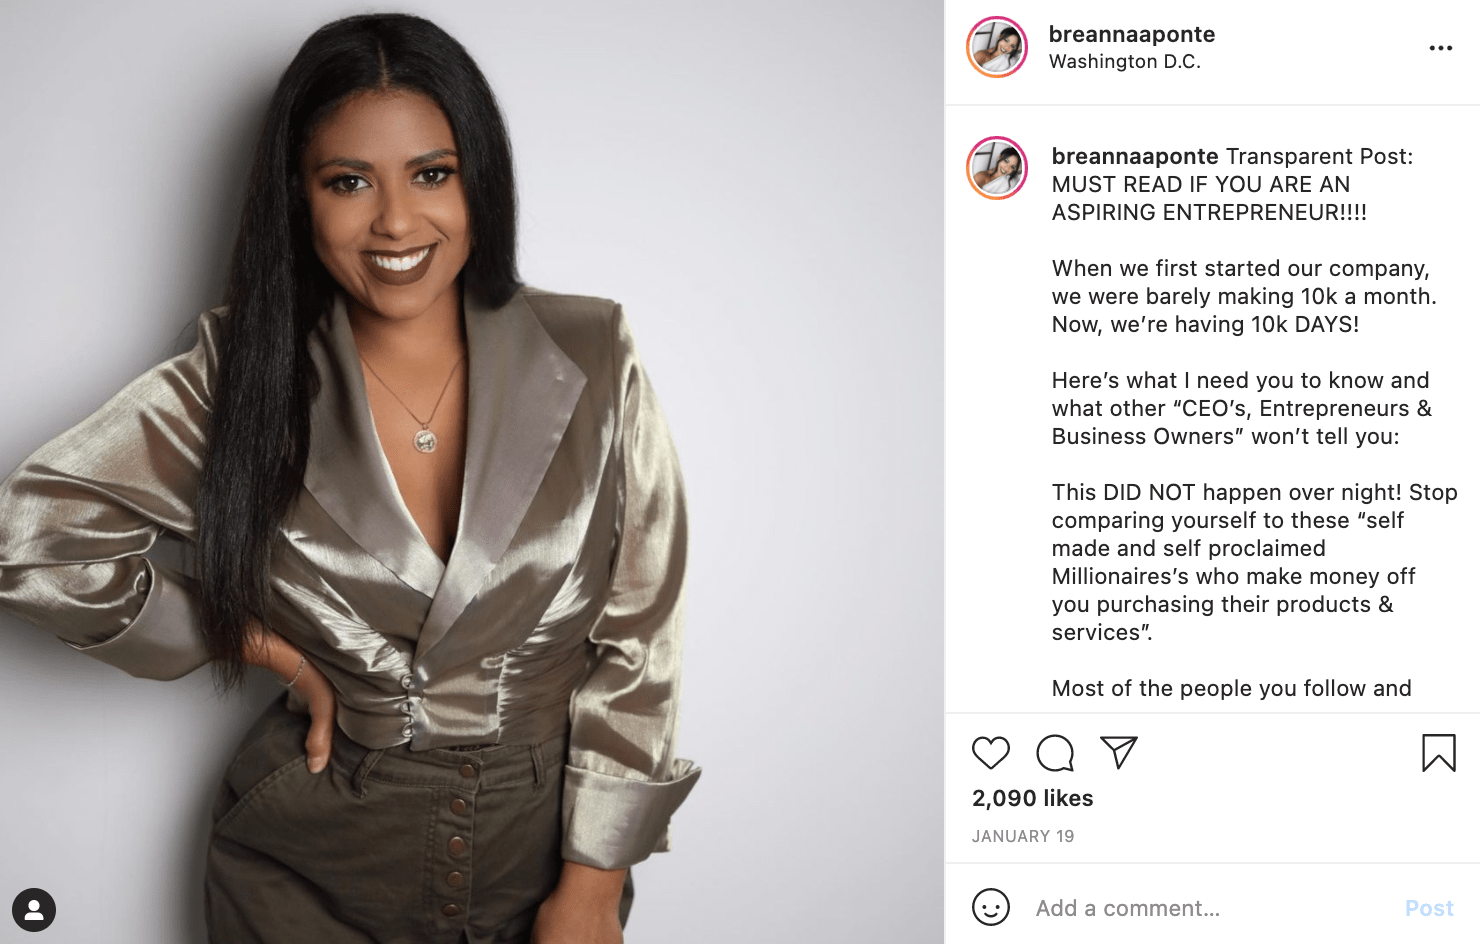 breannaaponte
Washington D.C.
breannaaponte Transparent Post:
MUST READ IF YOU ARE AN
ASPIRING ENTREPRENEUR!!!!
When we first started our company,
we were barely making 10k a month.
Now, we’re having 10k DAYS!
Here’s what I need you to know and
what other “CEO’s, Entrepreneurs &
Business Owners” won’t tell you:
This DID NOT happen over night! Stop
comparing yourself to these “self
made and self proclaimed
Millionaires’s who make money off
you purchasing their products &
services”.
Most of the people you follow and
2,090 likes
JANUARY 19
Add a comment...
Post